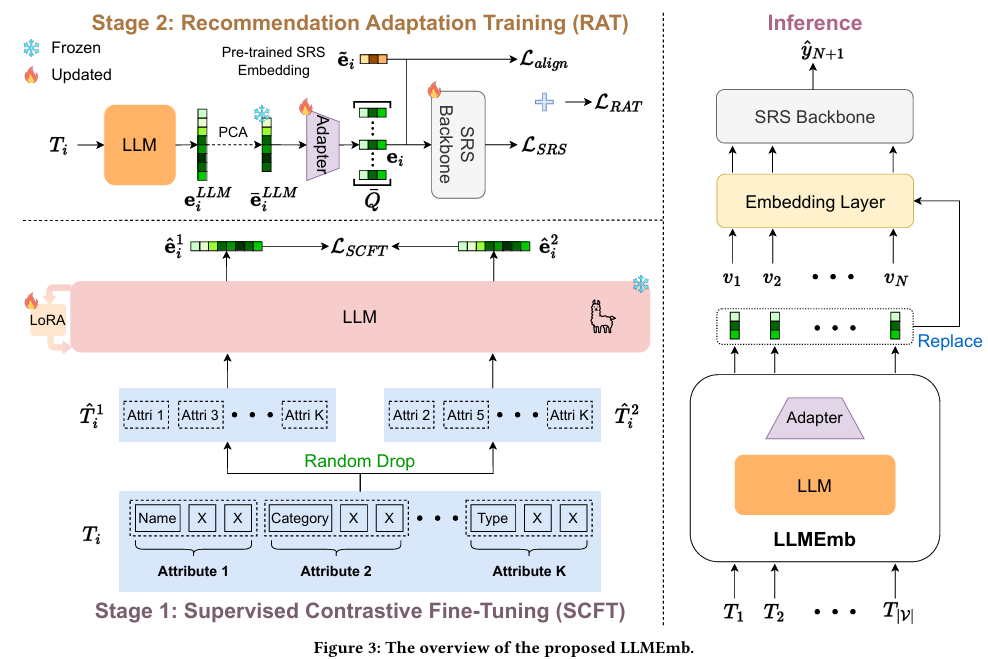 Stage 2: Recommendation Adaptation Training (RAT)
Frozen
Updated
Pre-trained SRS
Embedding
ẽ_i
ℒ_align
T_i
LLM
PCA
Adapter
e_i
SRS
Backbone
ℒ_RAT
ℒ_SRS
e_i^{LLM}
ē_i^{LLM}
Q̄
ê_i^1
ℒ_SCFT
ê_i^2
LoRA
LLM
T̂_i^1
Attri 1
Attri 3
• • •
Attri K
Attri 2
Attri 5
• • •
Attri K
T̂_i^2
Random Drop
T_i
Name
X
X
Category
X
X
• • •
Type
X
X
Attribute 1
Attribute 2
Attribute K
Stage 1: Supervised Contrastive Fine-Tuning (SCFT)
Inference
ŷ_{N+1}
SRS Backbone
Embedding Layer
v_1
v_2
• • •
v_N
• • •
Replace
Adapter
LLM
LLMEmb
T_1
T_2
• • •
T_{|𝒱|}
Figure 3: The overview of the proposed LLMEmb.